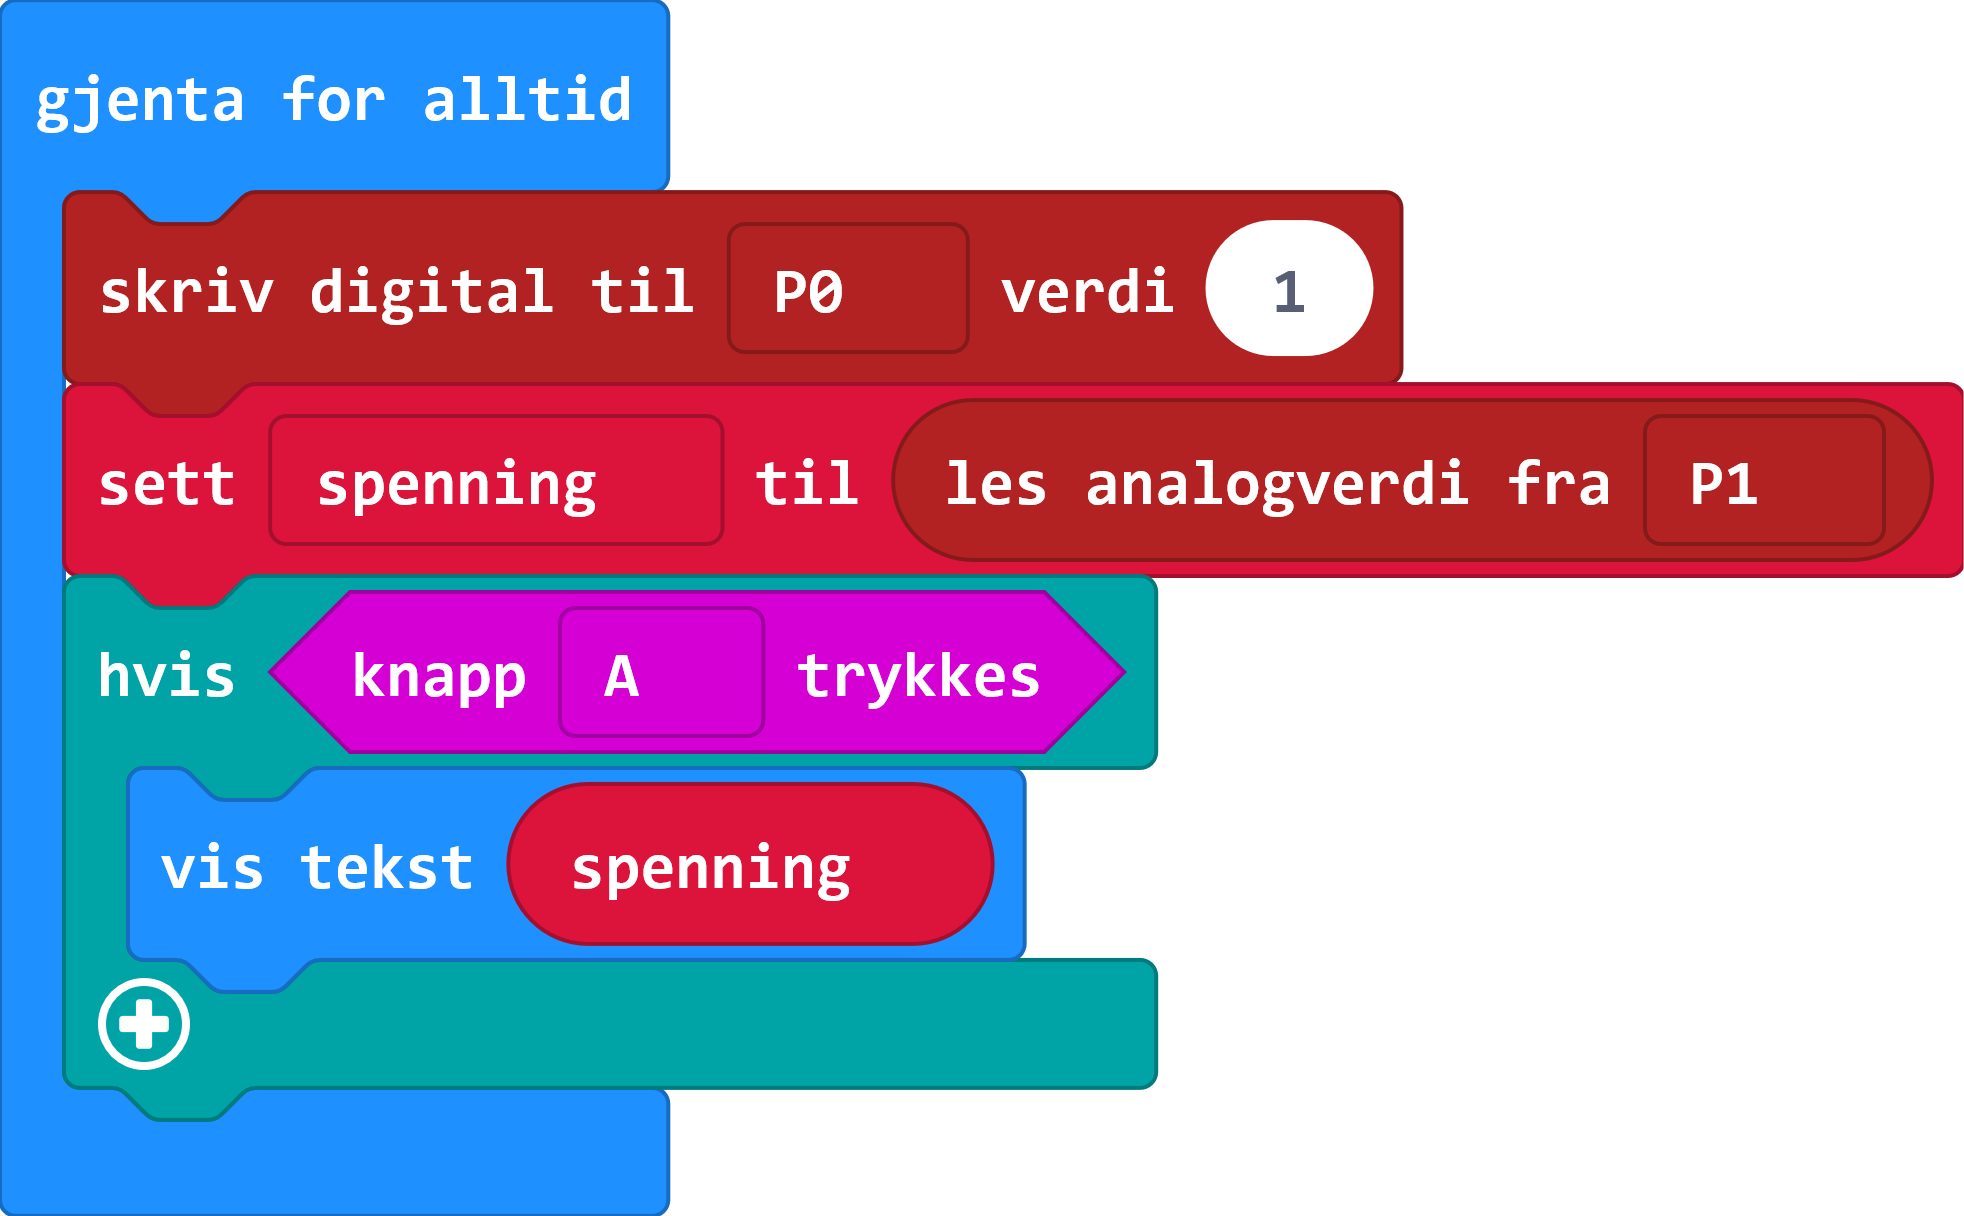 gjenta for alltid
skriv digital til P0 verdi 1
sett spenning til les analogverdi fra P1
hvis knapp A trykkes
vis tekst spenning